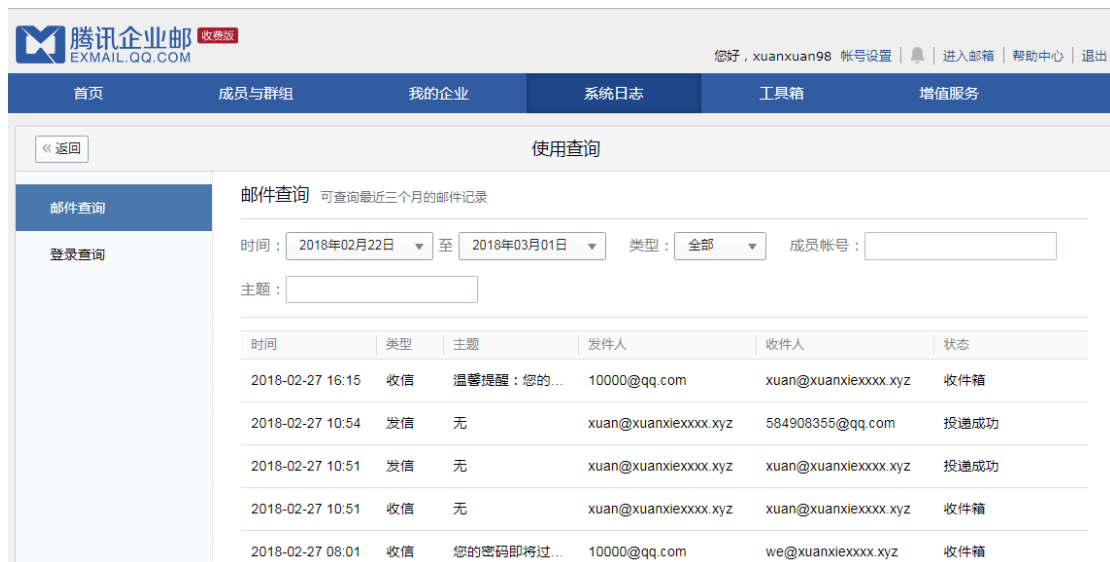 腾讯企业邮 收费版
EXMAIL.QQ.COM
您好，xuanxuan98 帐号设置 | | 进入邮箱 | 帮助中心 | 退出
首页 成员与群组 我的企业 系统日志 工具箱 增值服务
«返回 使用查询
邮件查询
登录查询
邮件查询 可查询最近三个月的邮件记录
时间： 2018年02月22日 至 2018年03月01日 类型： 全部 成员帐号：
主题：
时间 类型 主题 发件人 收件人 状态
2018-02-27 16:15 收信 温馨提醒：您的... 10000@qq.com xuan@xuanxiexxxx.xyz 收件箱
2018-02-27 10:54 发信 无 xuan@xuanxiexxxx.xyz 584908355@qq.com 投递成功
2018-02-27 10:51 发信 无 xuan@xuanxiexxxx.xyz xuan@xuanxiexxxx.xyz 投递成功
2018-02-27 10:51 收信 无 xuan@xuanxiexxxx.xyz xuan@xuanxiexxxx.xyz 收件箱
2018-02-27 08:01 收信 您的密码即将过... 10000@qq.com we@xuanxiexxxx.xyz 收件箱